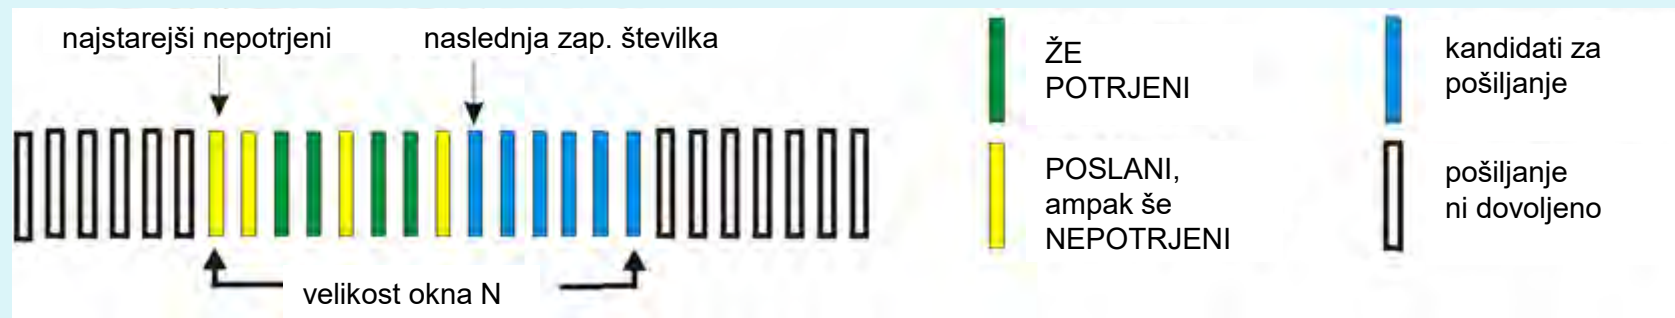 najstarejši nepotrjeni
naslednja zap. številka
velikost okna N
ŽE
POTRJENI
POSLANI,
ampak še
NEPOTRJENI
kandidati za
pošiljanje
pošiljanje
ni dovoljeno